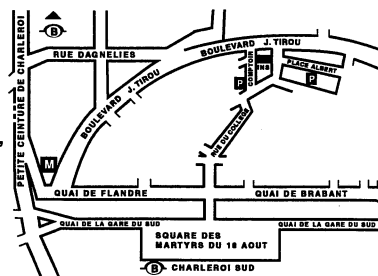 B
RUE DAGNELIES
BOULEVARD J. TIROU
COMPTOIR
INS
PLACE ALBERT
P
P
PETITE CEINTURE DE CHARLEROI
BOULEVARD J. TIROU
RUE DU COLLEGE
M
QUAI DE FLANDRE
QUAI DE BRABANT
QUAI DE LA GARE DU SUD
QUAI DE LA GARE DU SUD
SQUARE DES
MARTYRS DU 18 AOUT
B CHARLEROI SUD